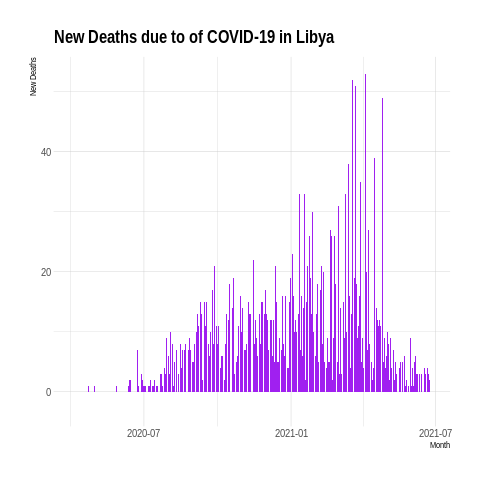 New Deaths due to of COVID-19 in Libya
New Deaths
40
20
0
2020-07
2021-01
2021-07
Month